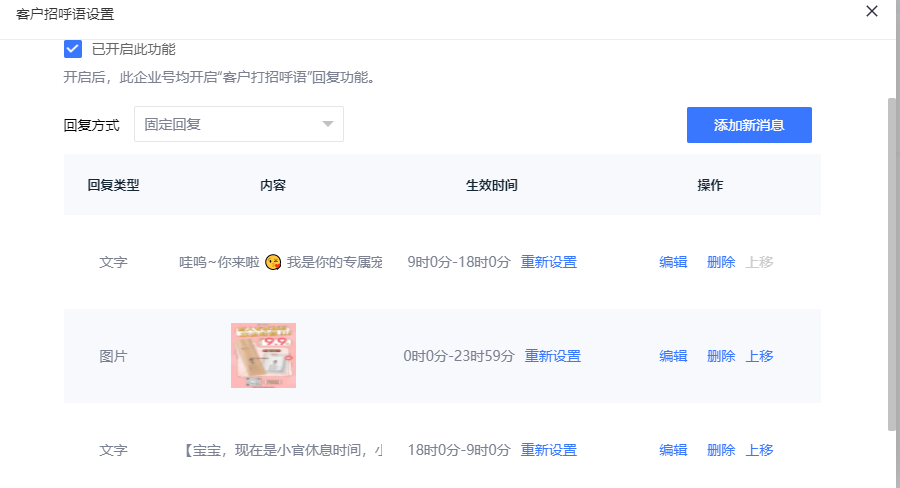 客户招呼语设置
已开启此功能
开启后，此企业号均开启“客户打招呼语”回复功能。
回复方式 固定回复 添加新消息
回复类型 内容 生效时间 操作
文字 哇呜~你来啦 😘 我是你的专属宠 9时0分-18时0分 重新设置 编辑 删除 上移
图片 9.9 0时0分-23时59分 重新设置 编辑 删除 上移
文字 【宝宝，现在是小官休息时间，小 18时0分-9时0分 重新设置 编辑 删除 上移